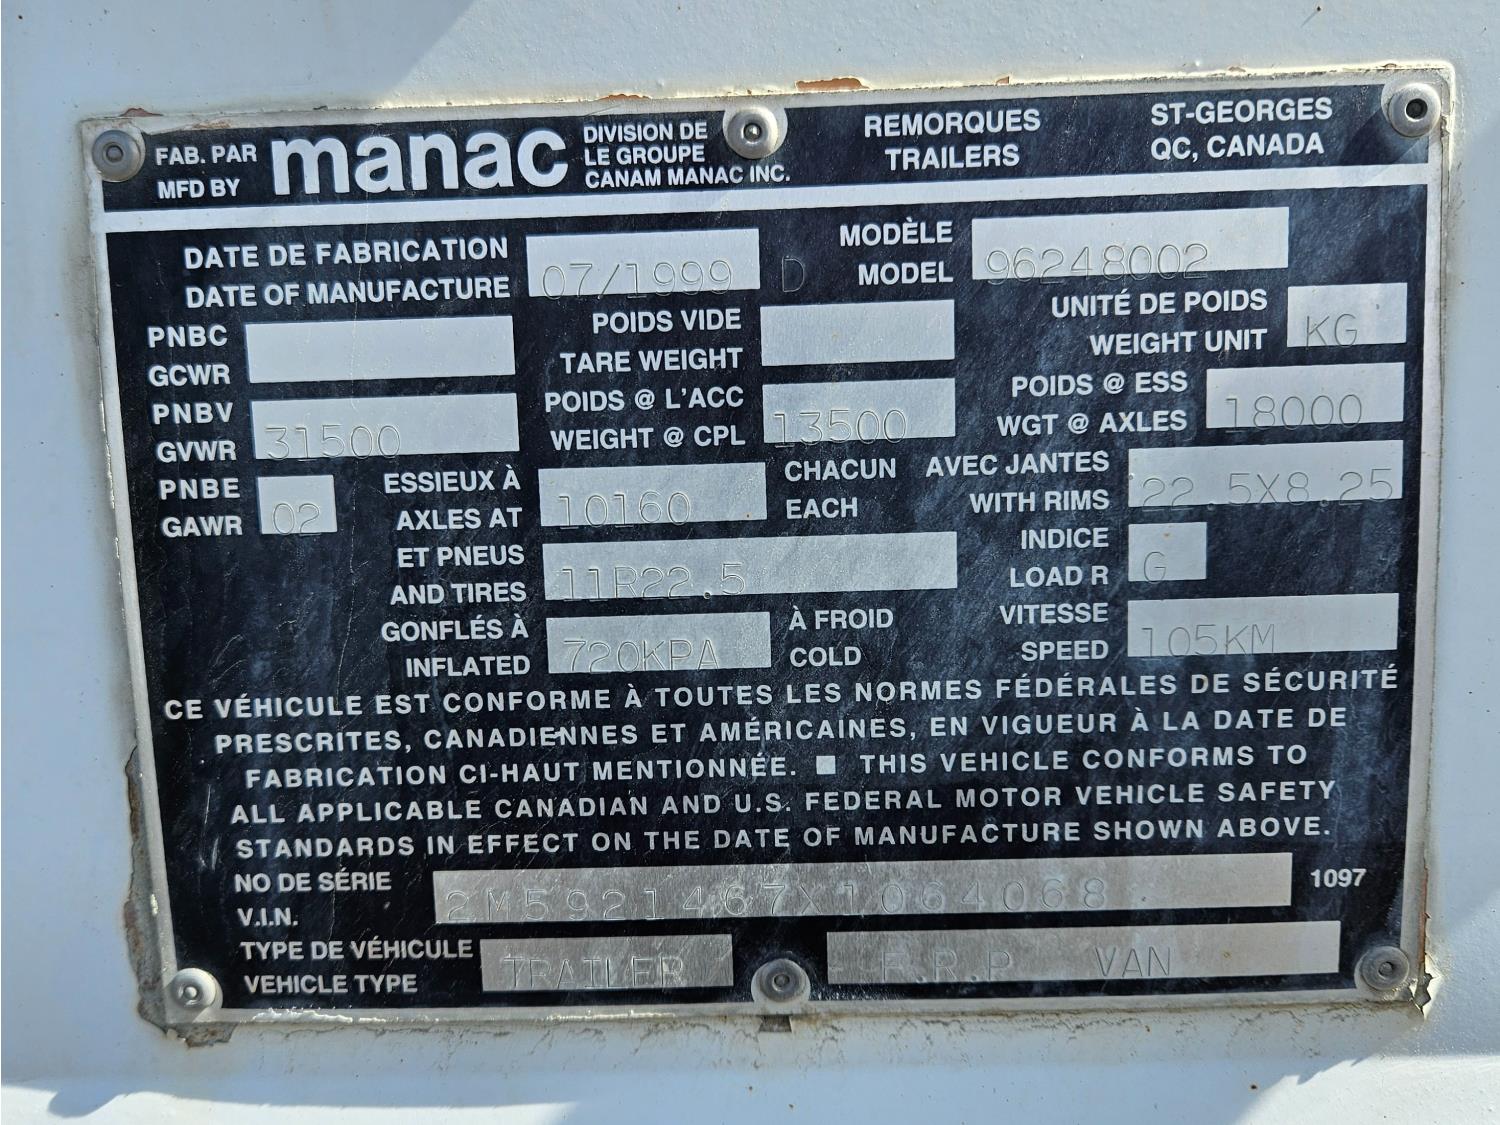 FAB. PAR manac DIVISION DE REMORQUES ST-GEORGES
MFD BY LE GROUPE TRAILERS QC, CANADA
CANAM MANAC INC.
DATE DE FABRICATION 07/1999 D MODÈLE 96248002
DATE OF MANUFACTURE MODEL
PNBC POIDS VIDE UNITÉ DE POIDS KG
GCWR TARE WEIGHT WEIGHT UNIT
PNBV 31500 POIDS @ L'ACC 13500 POIDS @ ESS 18000
GVWR WEIGHT @ CPL WGT @ AXLES
PNBE 02 ESSIEUX À 10160 CHACUN AVEC JANTES 22.5X8.25
GAWR AXLES AT EACH WITH RIMS
ET PNEUS 11R22.5 INDICE G
AND TIRES LOAD R
GONFLÉS À 720KPA À FROID VITESSE 105KM
INFLATED COLD SPEED
CE VÉHICULE EST CONFORME À TOUTES LES NORMES FÉDÉRALES DE SÉCURITÉ
PRESCRITES, CANADIENNES ET AMÉRICAINES, EN VIGUEUR À LA DATE DE
FABRICATION CI-HAUT MENTIONNÉE. ■ THIS VEHICLE CONFORMS TO
ALL APPLICABLE CANADIAN AND U.S. FEDERAL MOTOR VEHICLE SAFETY
STANDARDS IN EFFECT ON THE DATE OF MANUFACTURE SHOWN ABOVE.
NO DE SÉRIE 2M5921467X1064068 1097
V.I.N.
TYPE DE VÉHICULE TRAILER F.R.P VAN
VEHICLE TYPE